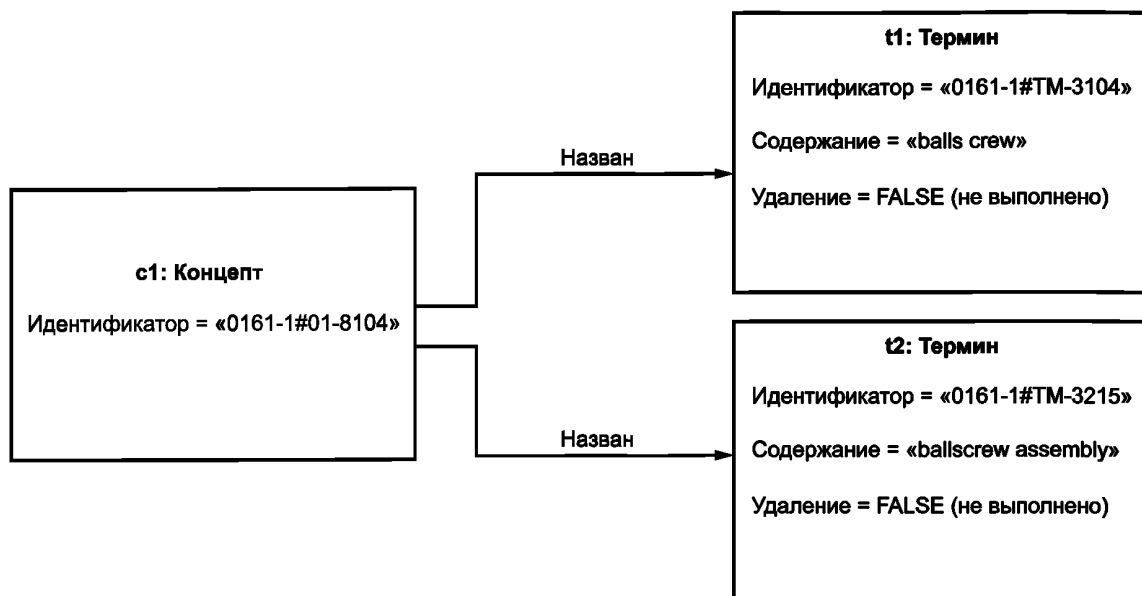 t1: Термин
Идентификатор = «0161-1#TM-3104»
Содержание = «balls crew»
Удаление = FALSE (не выполнено)
Назван
c1: Концепт
Идентификатор = «0161-1#01-8104»
t2: Термин
Идентификатор = «0161-1#TM-3215»
Назван
Содержание = «ballscrew assembly»
Удаление = FALSE (не выполнено)